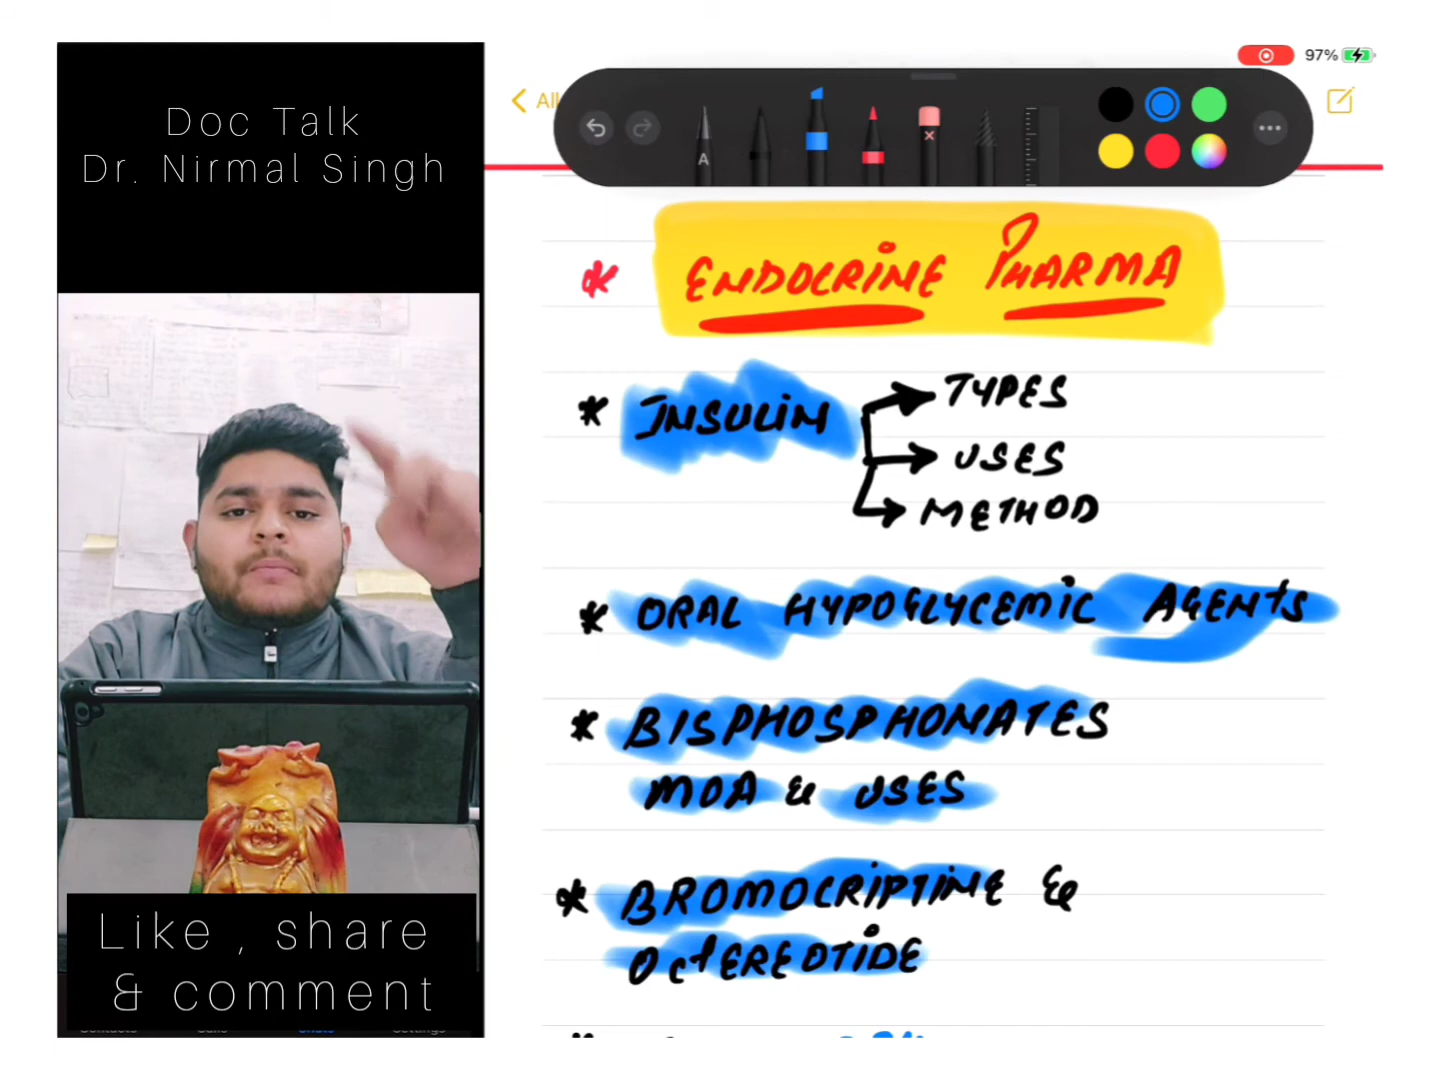 Doc Talk
Dr. Nirmal Singh
97%
All
A
* ENDOCRINE PHARMA
* INSULIN
TYPES
USES
METHOD
* ORAL HYPOGLYCEMIC AGENTS
* BISPHOSPHONATES
MOA & USES
* BROMOCRIPTINE &
OCTEREOTIDE
Like , share
& comment